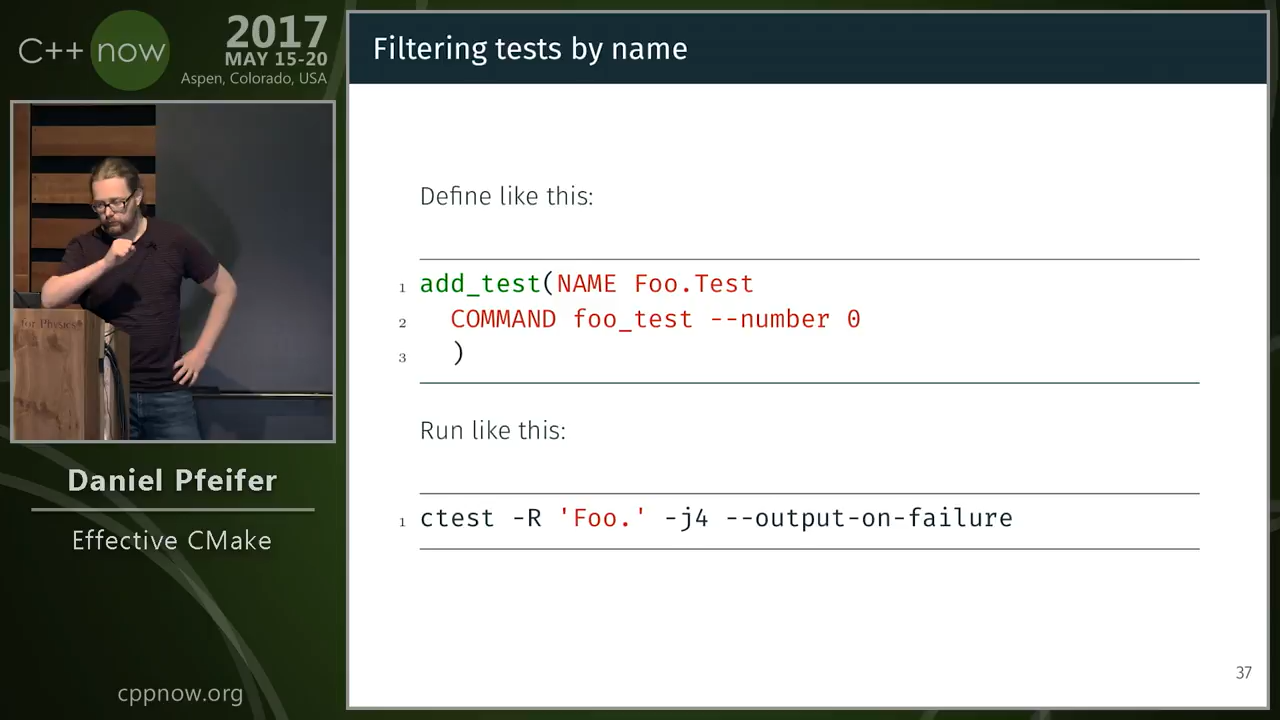 C++ now
2017
MAY 15-20
Aspen, Colorado, USA
for Physics
Daniel Pfeifer
Effective CMake
cppnow.org
Filtering tests by name
Define like this:
1 add_test(NAME Foo.Test
2 COMMAND foo_test --number 0
3 )
Run like this:
1 ctest -R 'Foo.' -j4 --output-on-failure
37